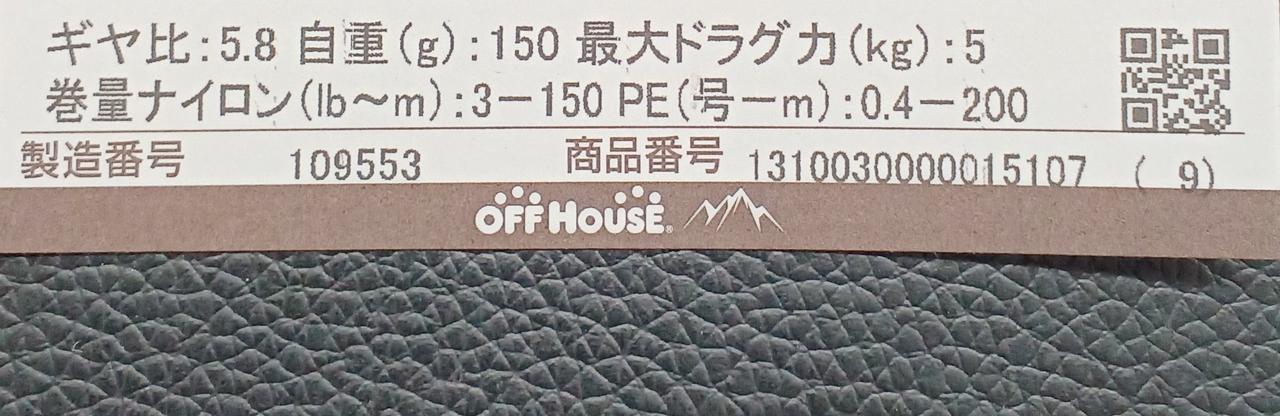 ギヤ比:5.8 自重(g):150 最大ドラグ力(kg):5
巻量ナイロン(lb~m):3-150 PE(号-m):0.4-200
製造番号 109553 商品番号 1310030000015107 ( 9)
OFF HOUSE®